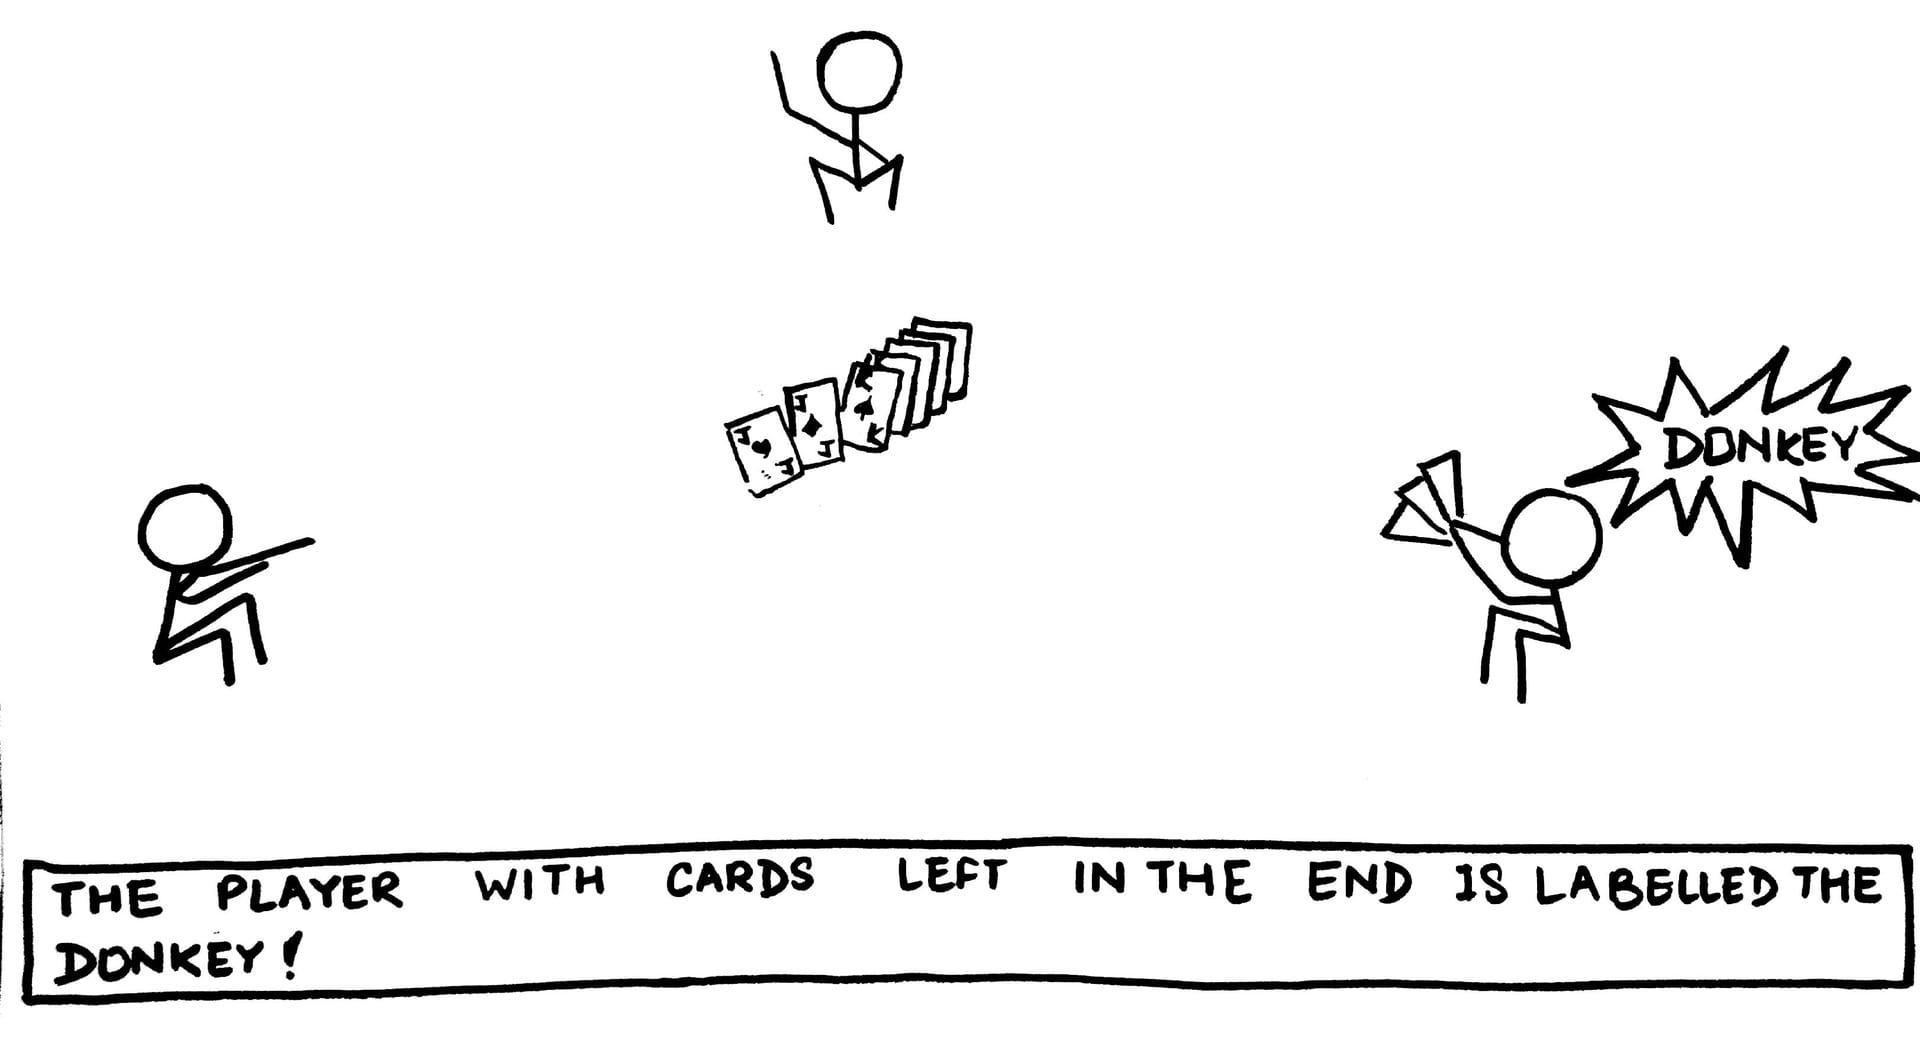 J J
J J
K K
DONKEY
THE PLAYER WITH CARDS LEFT IN THE END IS LABELLED THE
DONKEY!